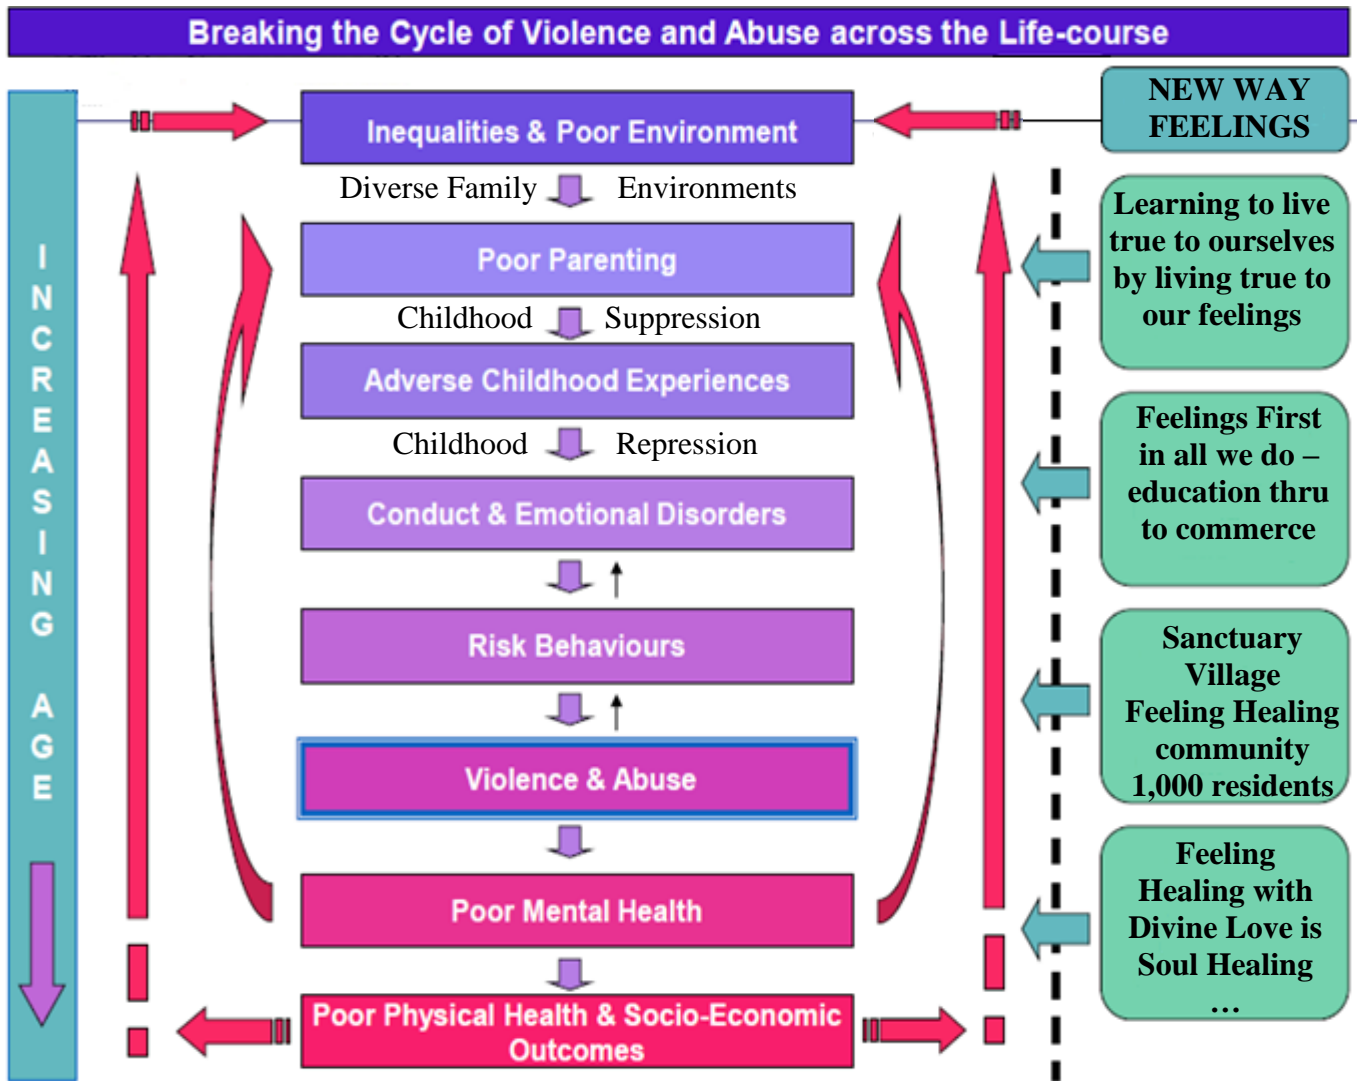 Breaking the Cycle of Violence and Abuse across the Life-course
INCREASING AGE
Inequalities & Poor Environment
Diverse Family Environments
Poor Parenting
Childhood Suppression
Adverse Childhood Experiences
Childhood Repression
Conduct & Emotional Disorders
Risk Behaviours
Violence & Abuse
Poor Mental Health
Poor Physical Health & Socio-Economic
Outcomes
NEW WAY
FEELINGS
Learning to live
true to ourselves
by living true to
our feelings
Feelings First
in all we do –
education thru
to commerce
Sanctuary
Village
Feeling Healing
community
1,000 residents
Feeling
Healing with
Divine Love is
Soul Healing
...